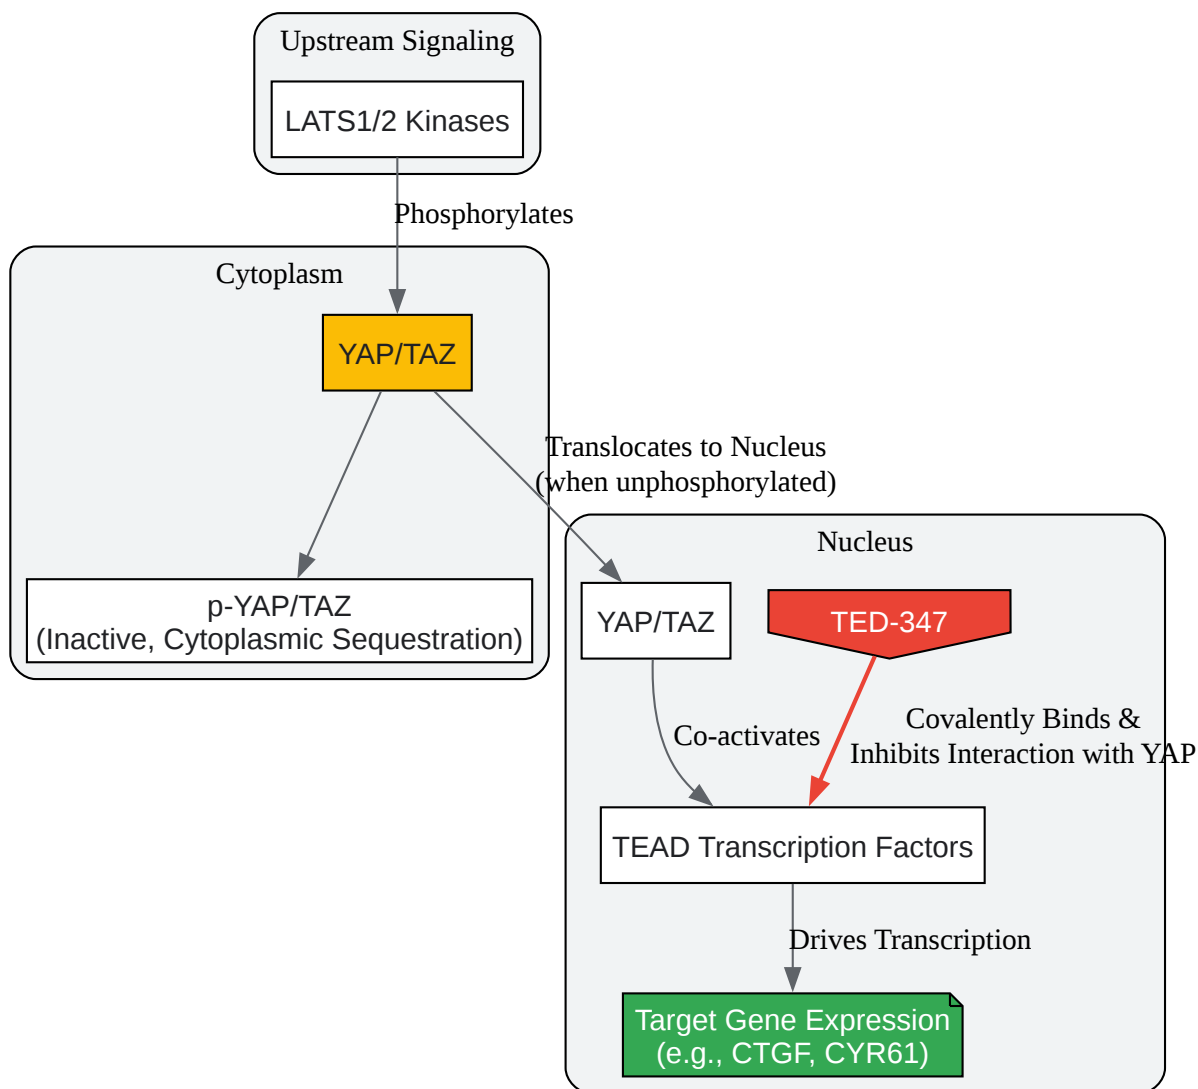 Upstream Signaling
LATS1/2 Kinases
Phosphorylates
Cytoplasm
YAP/TAZ
Translocates to Nucleus
(when unphosphorylated)
p-YAP/TAZ
(Inactive, Cytoplasmic Sequestration)
Nucleus
YAP/TAZ
TED-347
Co-activates
Covalently Binds &
Inhibits Interaction with YAP
TEAD Transcription Factors
Drives Transcription
Target Gene Expression
(e.g., CTGF, CYR61)